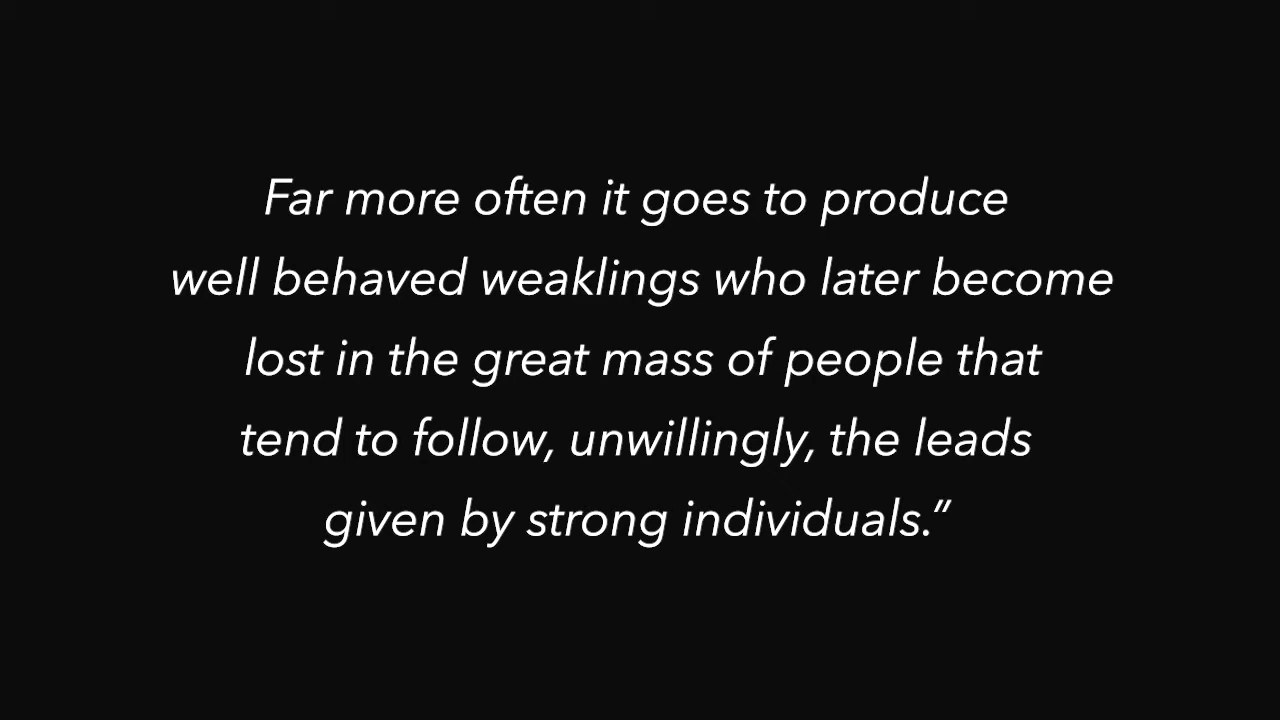 Far more often it goes to produce
well behaved weaklings who later become
lost in the great mass of people that
tend to follow, unwillingly, the leads
given by strong individuals.”